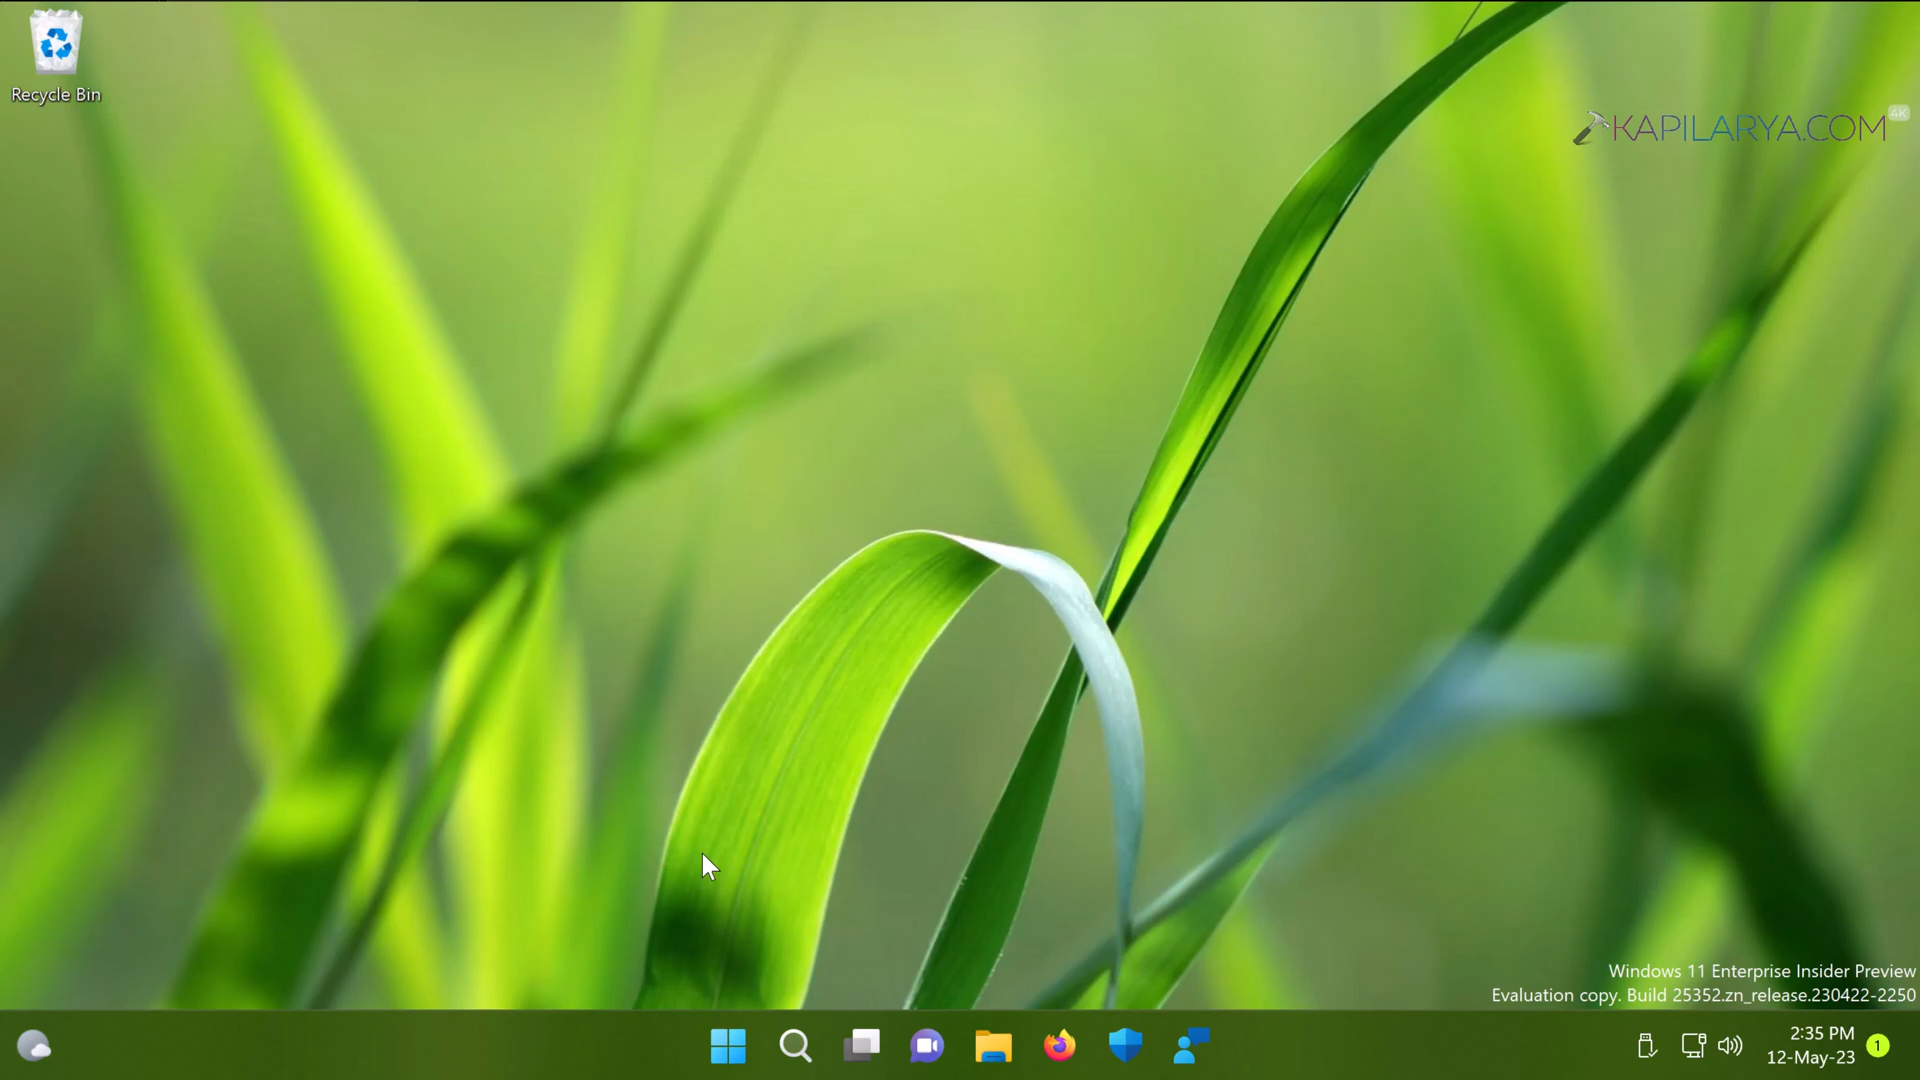 Recycle Bin
4K
KAPILARYA.COM
Windows 11 Enterprise Insider Preview
Evaluation copy. Build 25352.zn_release.230422-2250
2:35 PM
12-May-23
1